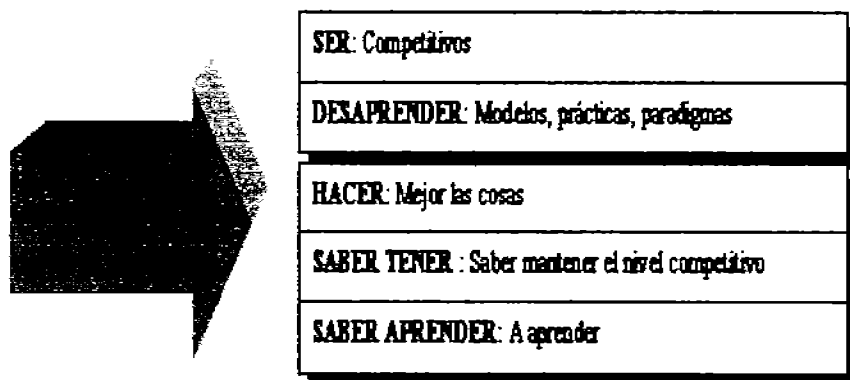 SER: Competitivos
DESAPRENDER: Modelos, prácticas, paradigmas
HACER: Mejor las cosas
SABER TENER : Saber mantener el nivel competitivo
SABER APRENDER: A aprender